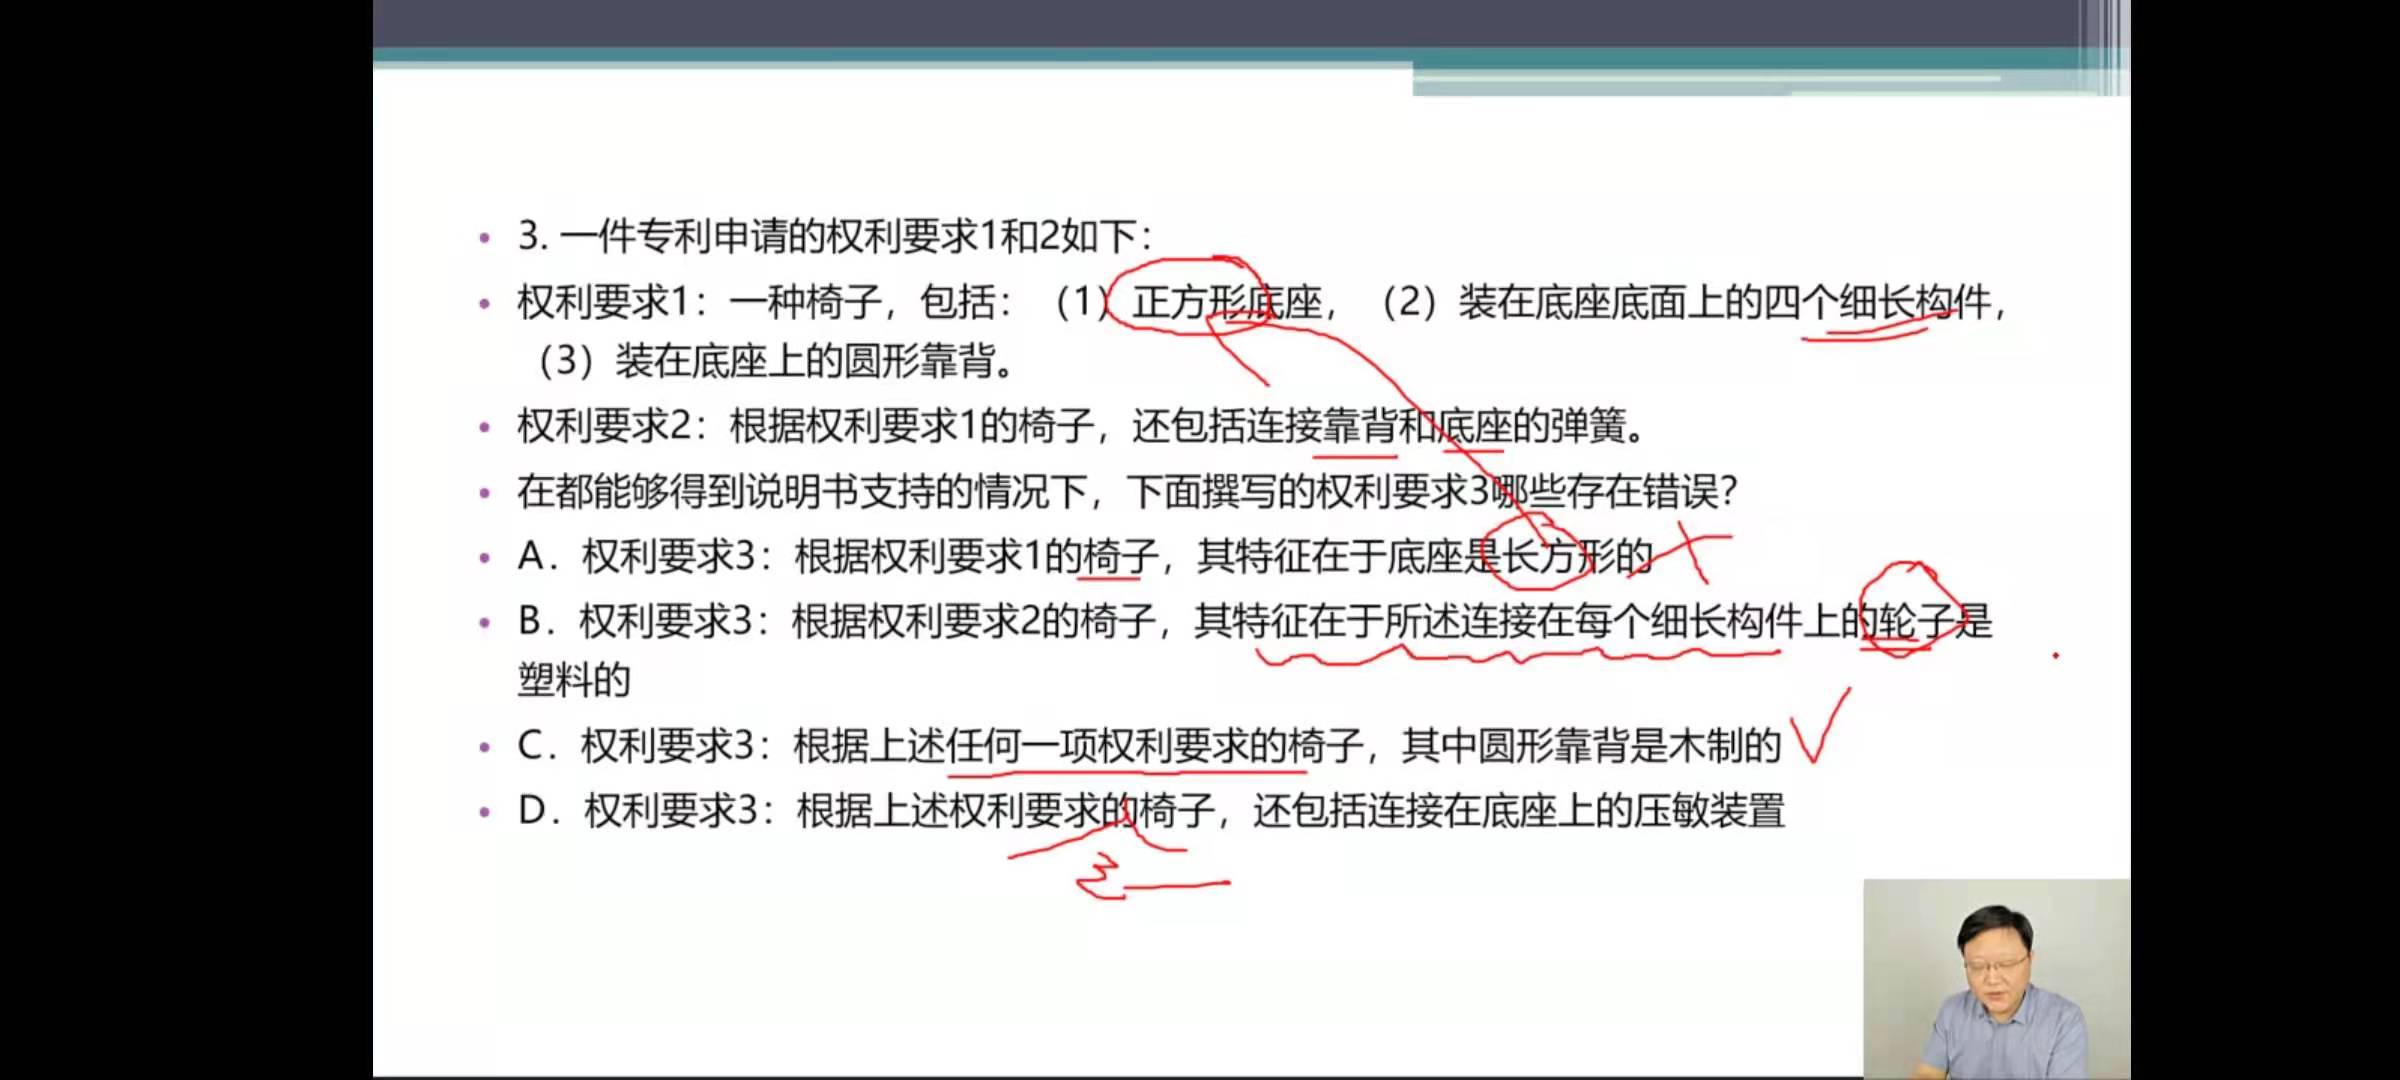 3. 一件专利申请的权利要求1和2如下：
权利要求1：一种椅子，包括：（1）正方形底座，（2）装在底座底面上的四个细长构件，
（3）装在底座上的圆形靠背。
权利要求2：根据权利要求1的椅子，还包括连接靠背和底座的弹簧。
在都能够得到说明书支持的情况下，下面撰写的权利要求3哪些存在错误？
A．权利要求3：根据权利要求1的椅子，其特征在于底座是长方形的
B．权利要求3：根据权利要求2的椅子，其特征在于所述连接在每个细长构件上的轮子是
塑料的
C．权利要求3：根据上述任何一项权利要求的椅子，其中圆形靠背是木制的
D．权利要求3：根据上述权利要求的椅子，还包括连接在底座上的压敏装置